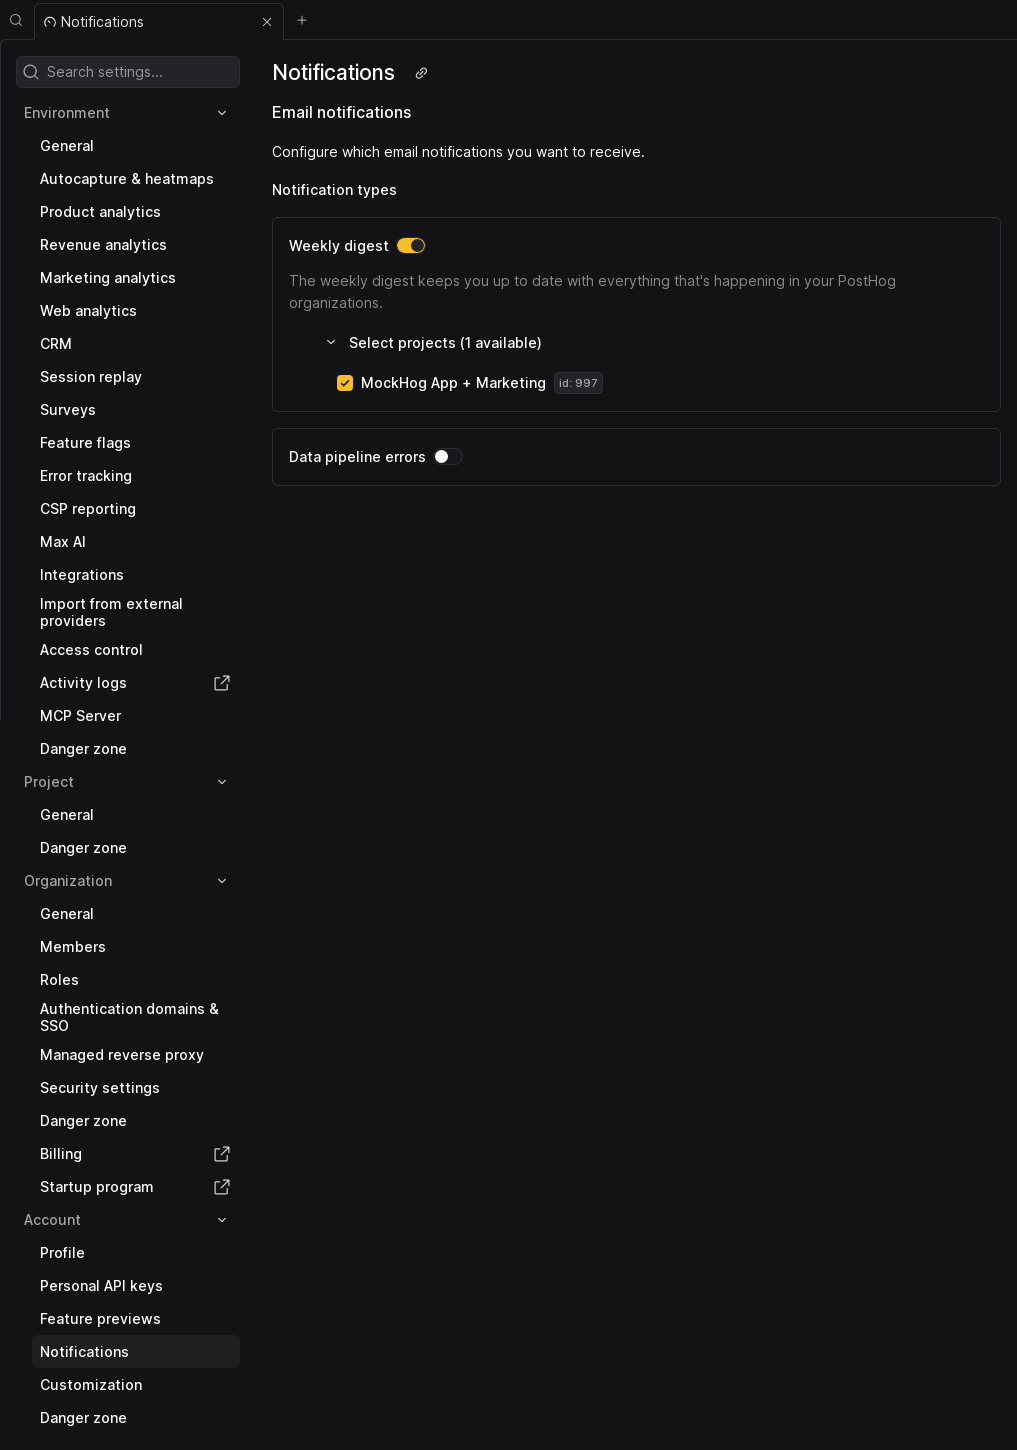 Notifications
Search settings...
Environment
General
Autocapture & heatmaps
Product analytics
Revenue analytics
Marketing analytics
Web analytics
CRM
Session replay
Surveys
Feature flags
Error tracking
CSP reporting
Max AI
Integrations
Import from external
providers
Access control
Activity logs
MCP Server
Danger zone
Project
General
Danger zone
Organization
General
Members
Roles
Authentication domains &
SSO
Managed reverse proxy
Security settings
Danger zone
Billing
Startup program
Account
Profile
Personal API keys
Feature previews
Notifications
Customization
Danger zone
Notifications
Email notifications
Configure which email notifications you want to receive.
Notification types
Weekly digest
The weekly digest keeps you up to date with everything that's happening in your PostHog
organizations.
Select projects (1 available)
MockHog App + Marketing id: 997
Data pipeline errors